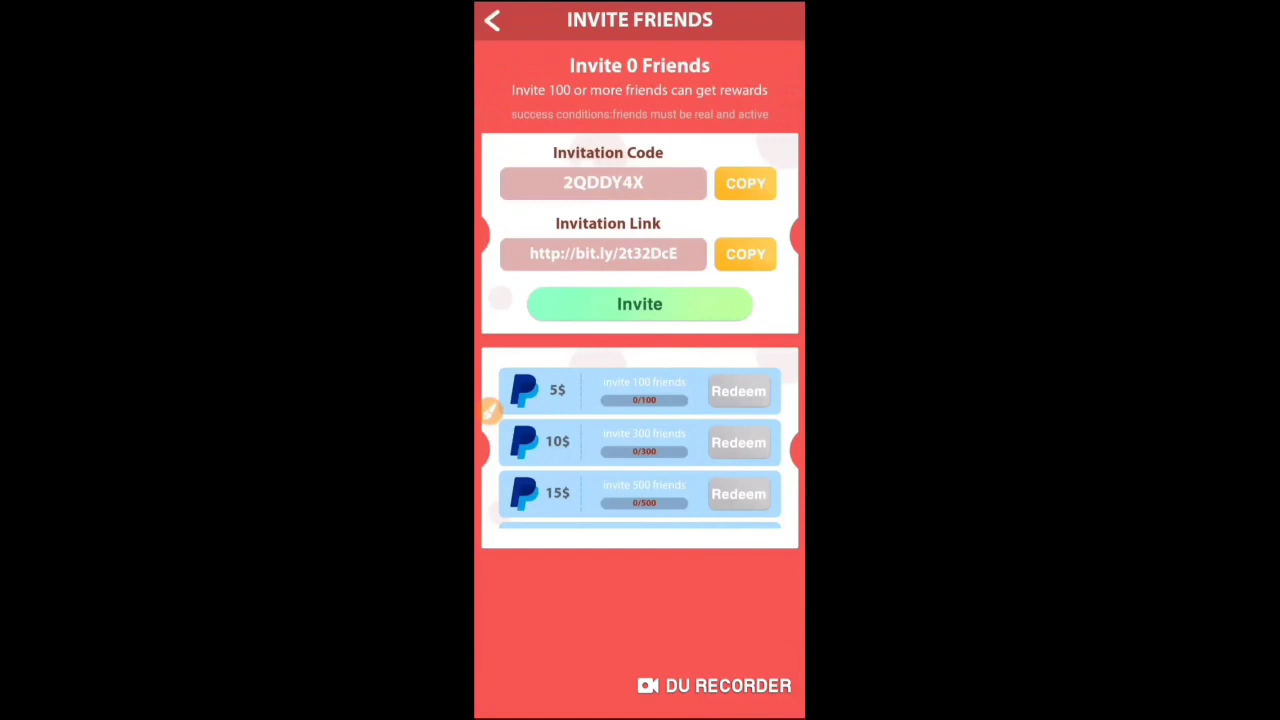 INVITE FRIENDS
Invite 0 Friends
Invite 100 or more friends can get rewards
success conditions:friends must be real and active
Invitation Code
2QDDY4X COPY
Invitation Link
http://bit.ly/2t32DcE COPY
Invite
5$ invite 100 friends Redeem
0/100
10$ invite 300 friends Redeem
0/300
15$ invite 500 friends Redeem
0/500
DU RECORDER